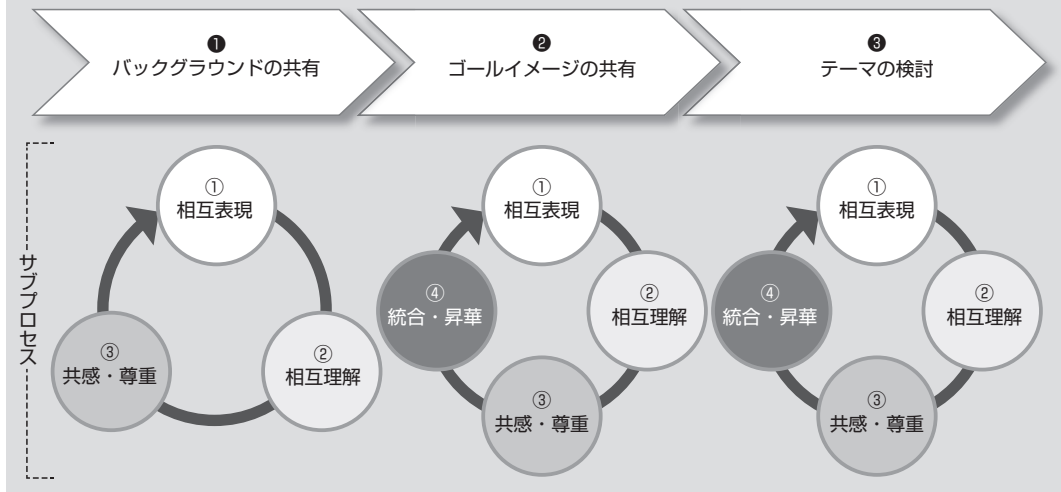 ❶
バックグラウンドの共有
❷
ゴールイメージの共有
❸
テーマの検討
サブプロセス
①
相互表現
②
相互理解
③
共感・尊重
①
相互表現
②
相互理解
③
共感・尊重
④
統合・昇華
①
相互表現
②
相互理解
③
共感・尊重
④
統合・昇華